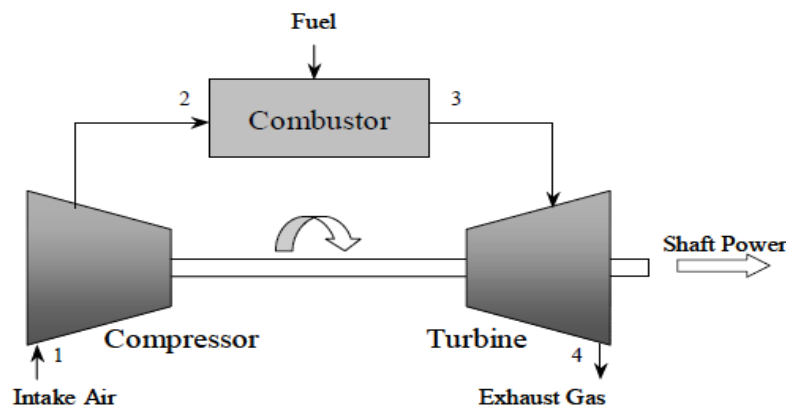 Fuel
2
3
Combustor
Shaft Power
Compressor
Turbine
1
4
Intake Air
Exhaust Gas